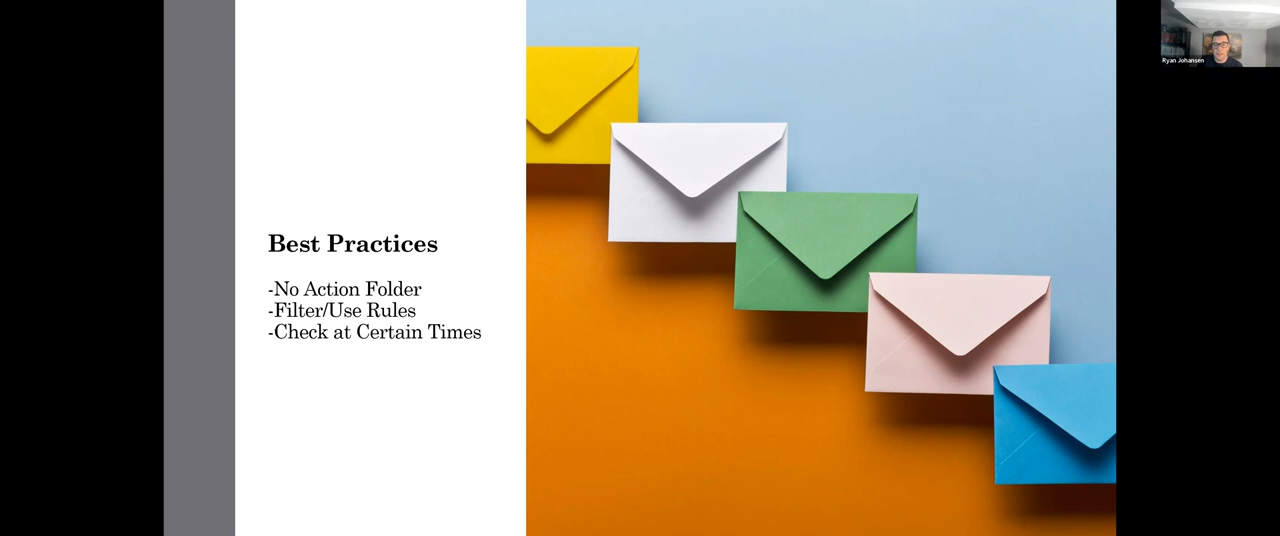 Best Practices
-No Action Folder
-Filter/Use Rules
-Check at Certain Times
Ryan Johansen